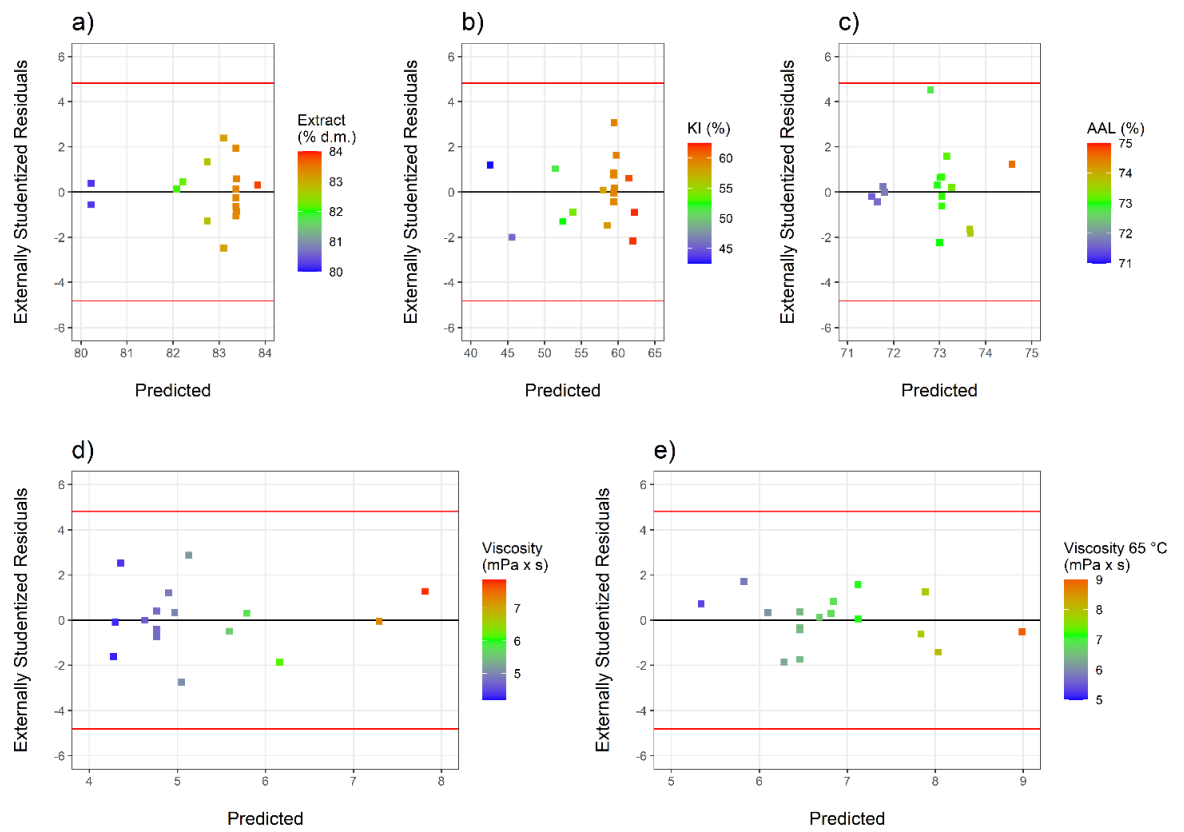 a)
Externally Studentized Residuals
6
4
2
0
-2
-4
-6
80 81 82 83 84
Predicted
Extract
(% d.m.)
84
83
82
81
80
b)
Externally Studentized Residuals
6
4
2
0
-2
-4
-6
40 45 50 55 60 65
Predicted
KI (%)
60
55
50
45
c)
Externally Studentized Residuals
6
4
2
0
-2
-4
-6
71 72 73 74 75
Predicted
AAL (%)
75
74
73
72
71
d)
Externally Studentized Residuals
6
4
2
0
-2
-4
-6
4 5 6 7 8
Predicted
Viscosity
(mPa x s)
7
6
5
e)
Externally Studentized Residuals
6
4
2
0
-2
-4
-6
5 6 7 8 9
Predicted
Viscosity 65 °C
(mPa x s)
9
8
7
6
5